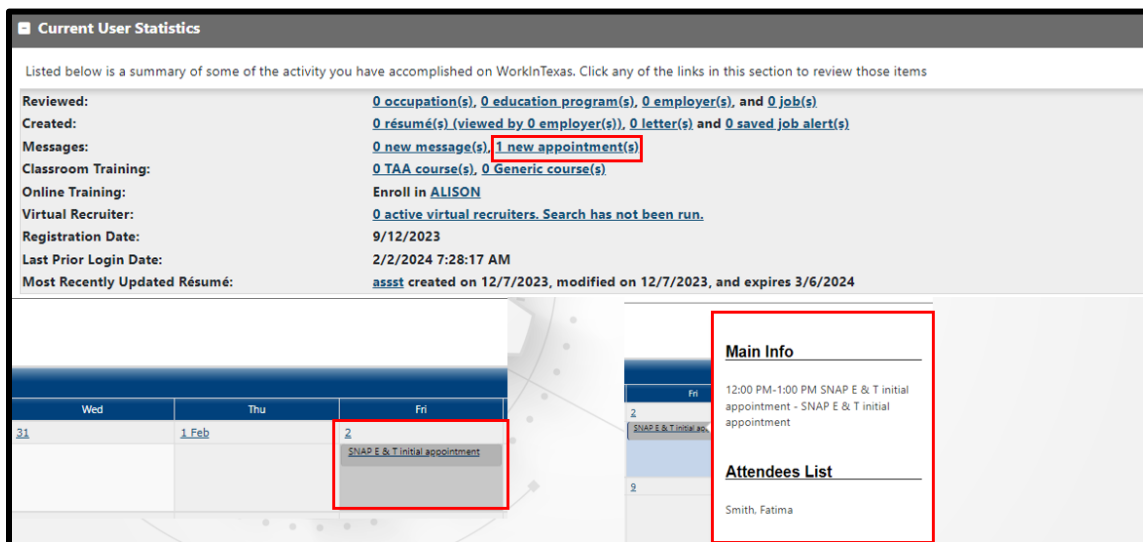 Current User Statistics
Listed below is a summary of some of the activity you have accomplished on WorkInTexas. Click any of the links in this section to review those items
Reviewed: 0 occupation(s), 0 education program(s), 0 employer(s), and 0 job(s)
Created: 0 résumé(s) (viewed by 0 employer(s)), 0 letter(s) and 0 saved job alert(s)
Messages: 0 new message(s), 1 new appointment(s)
Classroom Training: 0 TAA course(s), 0 Generic course(s)
Online Training: Enroll in ALISON
Virtual Recruiter: 0 active virtual recruiters. Search has not been run.
Registration Date: 9/12/2023
Last Prior Login Date: 2/2/2024 7:28:17 AM
Most Recently Updated Résumé: assst created on 12/7/2023, modified on 12/7/2023, and expires 3/6/2024
Wed Thu Fri
31 1 Feb 2
SNAP E & T initial appointment
Fri
2
SNAP E & T initial ap
9
Main Info
12:00 PM-1:00 PM SNAP E & T initial
appointment - SNAP E & T initial
appointment
Attendees List
Smith, Fatima